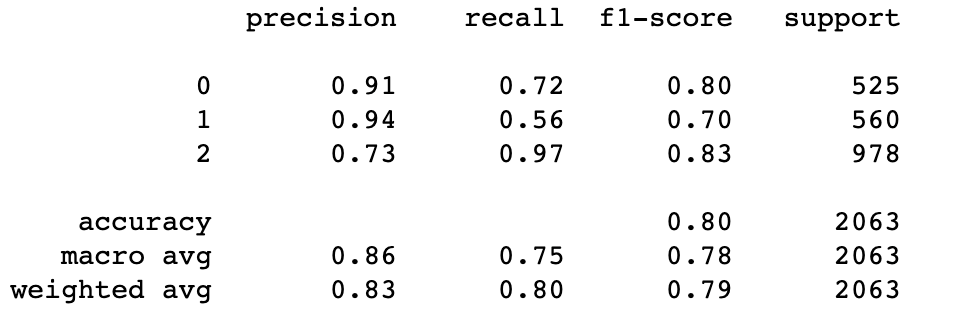 precision recall f1-score support
0 0.91 0.72 0.80 525
1 0.94 0.56 0.70 560
2 0.73 0.97 0.83 978
accuracy 0.80 2063
macro avg 0.86 0.75 0.78 2063
weighted avg 0.83 0.80 0.79 2063